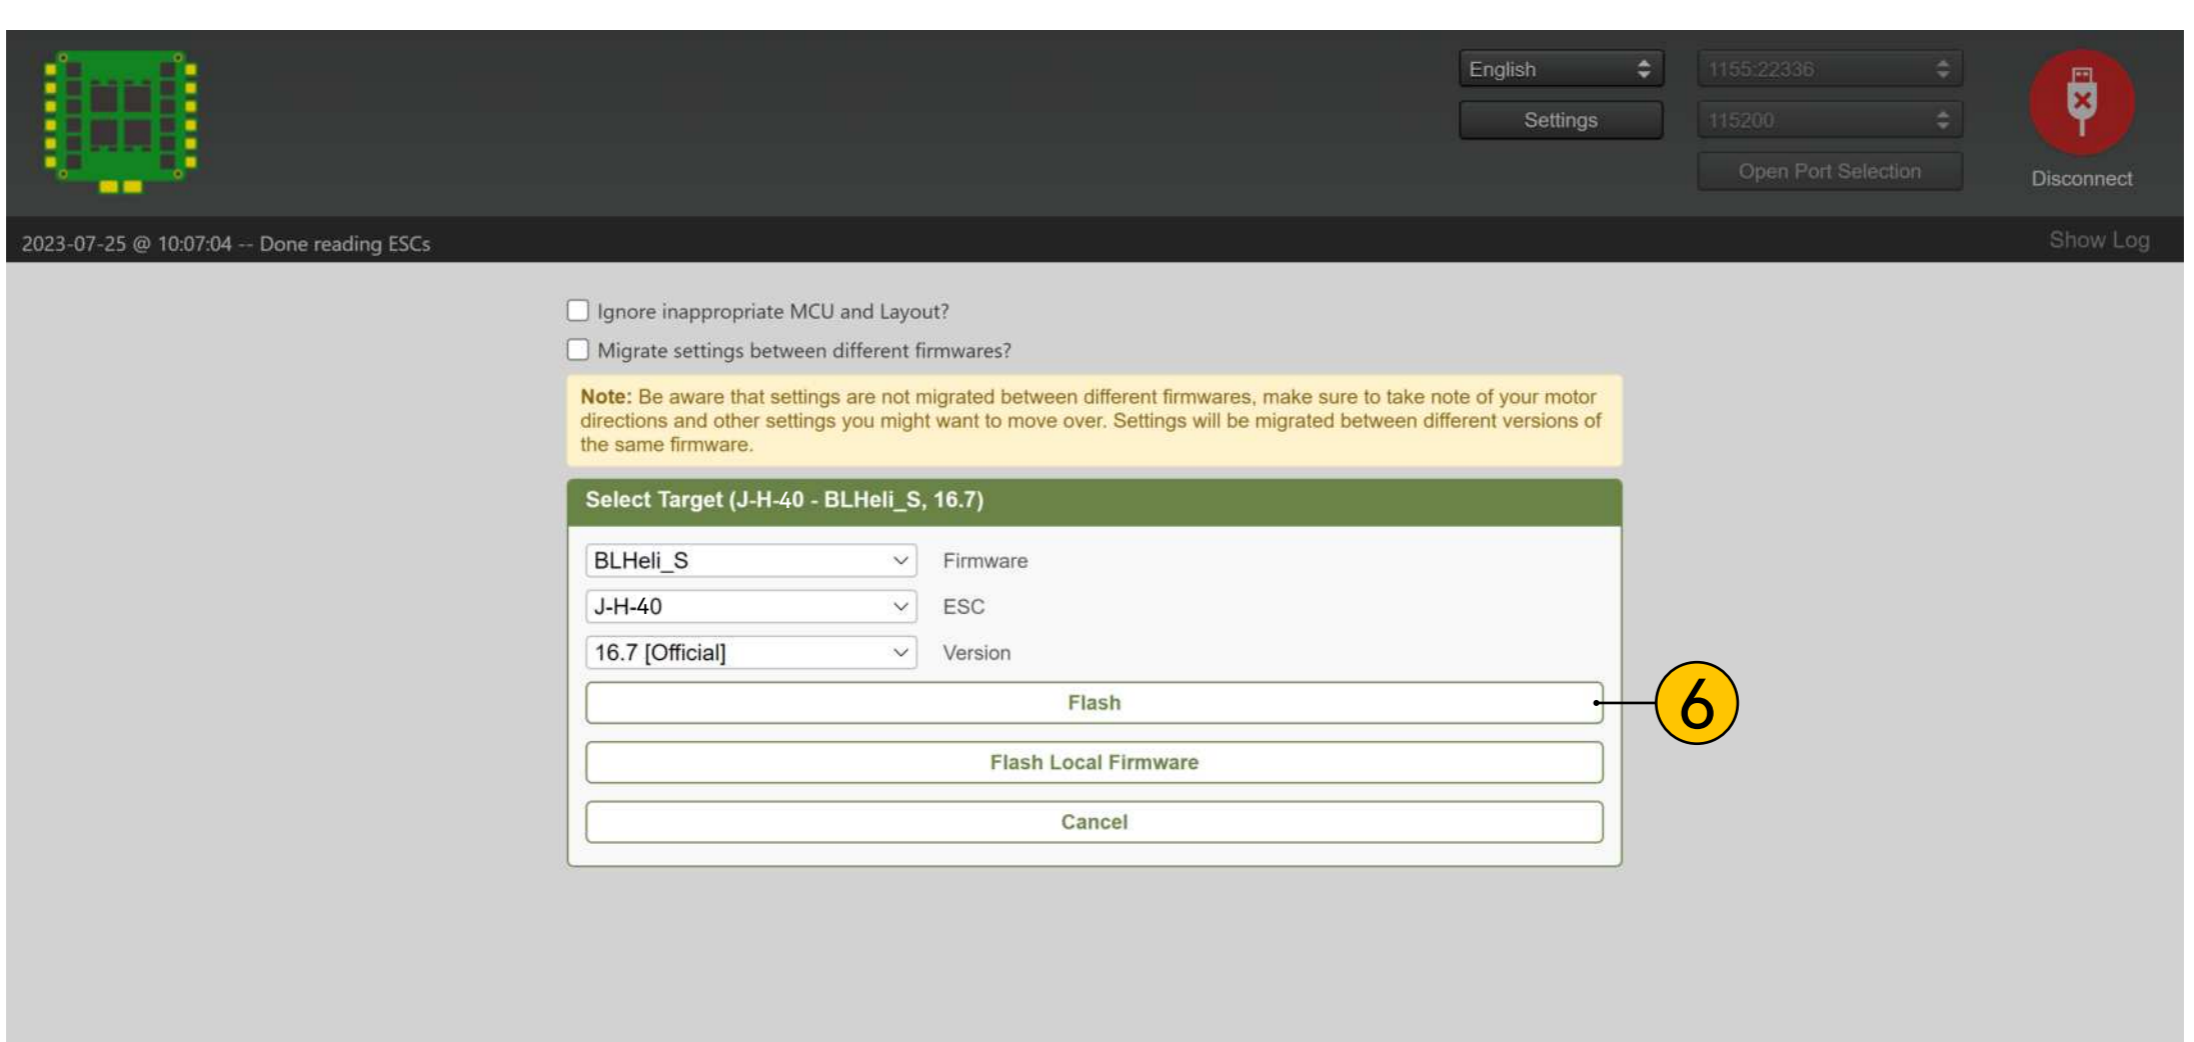 English
1155:22336
Settings
115200
Open Port Selection
Disconnect
2023-07-25 @ 10:07:04 -- Done reading ESCs
Show Log
Ignore inappropriate MCU and Layout?
Migrate settings between different firmwares?
Note: Be aware that settings are not migrated between different firmwares, make sure to take note of your motor
directions and other settings you might want to move over. Settings will be migrated between different versions of
the same firmware.
Select Target (J-H-40 - BLHeli_S, 16.7)
BLHeli_S Firmware
J-H-40 ESC
16.7 [Official] Version
Flash
6
Flash Local Firmware
Cancel